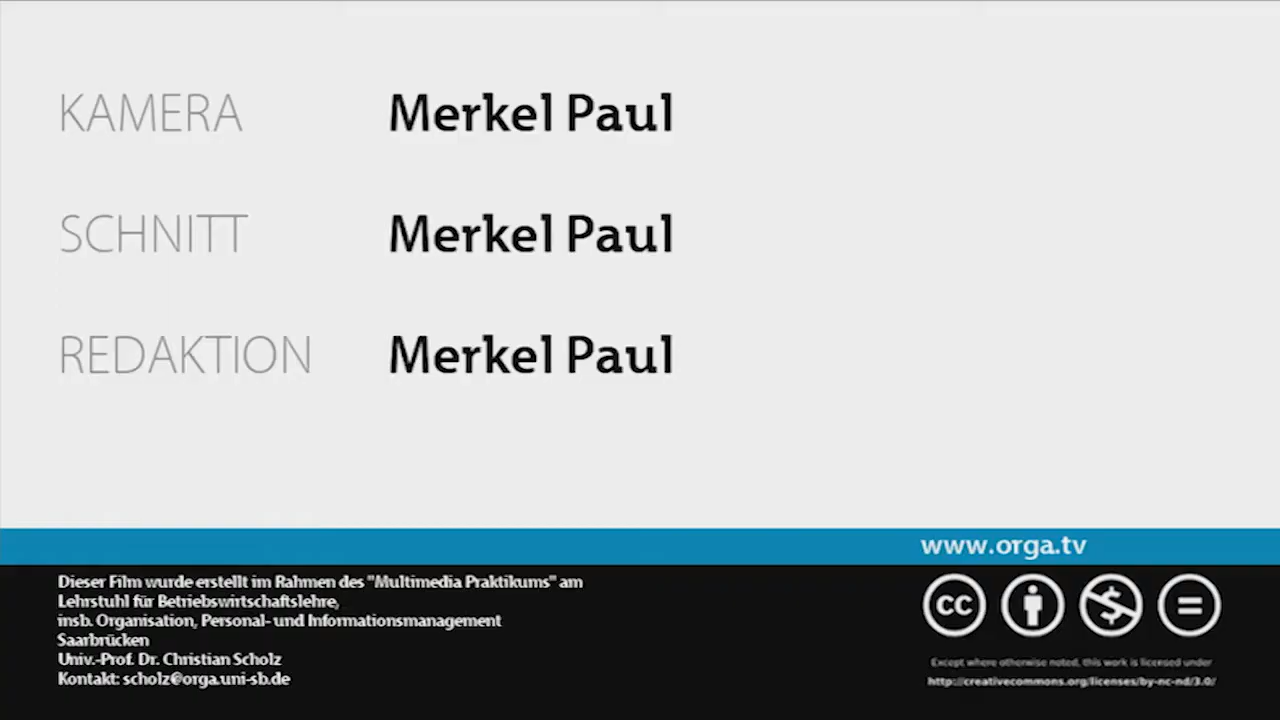 KAMERA Merkel Paul
SCHNITT Merkel Paul
REDAKTION Merkel Paul
www.orga.tv
Dieser Film wurde erstellt im Rahmen des "Multimedia Praktikums" am
Lehrstuhl für Betriebswirtschaftslehre,
insb. Organisation, Personal- und Informationsmanagement
Saarbrücken
Univ.-Prof. Dr. Christian Scholz
Kontakt: scholz@orga.uni-sb.de
cc
Except where otherwise noted, this work is licensed under
http://creativecommons.org/licenses/by-nc-nd/3.0/